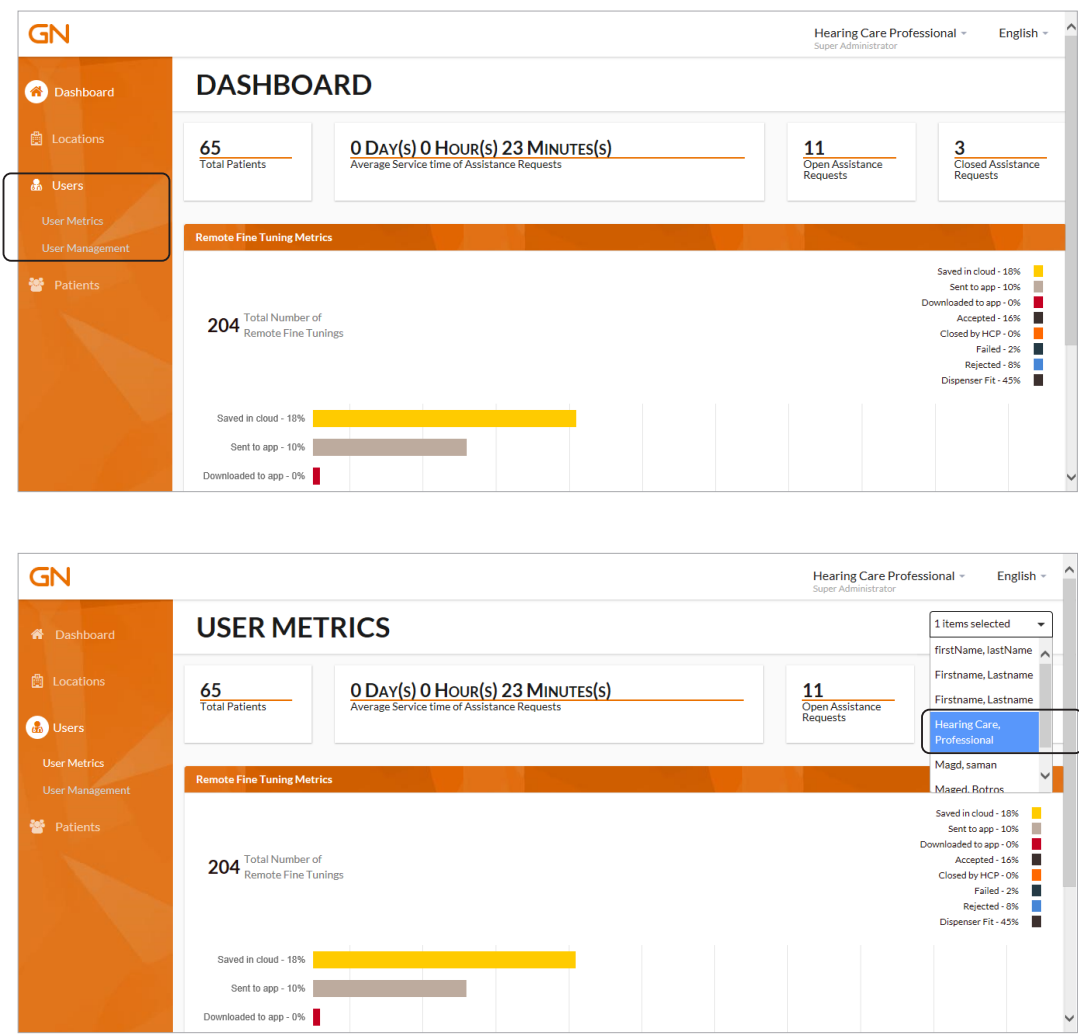 GN
Hearing Care Professional
English
Super Administrator
Dashboard
DASHBOARD
Locations
65
Total Patients
0 DAY(S) 0 HOUR(S) 23 MINUTES(S)
Average Service time of Assistance Requests
11
Open Assistance
Requests
3
Closed Assistance
Requests
Users
User Metrics
User Management
Patients
Remote Fine Tuning Metrics
Saved in cloud - 18%
Sent to app - 10%
Downloaded to app - 0%
Accepted - 16%
Closed by HCP - 0%
Failed - 2%
Rejected - 8%
Dispenser Fit - 45%
204
Total Number of
Remote Fine Tunings
Saved in cloud - 18%
Sent to app - 10%
Downloaded to app - 0%
GN
Hearing Care Professional
English
Super Administrator
Dashboard
USER METRICS
1 items selected
firstName, lastName
Firstname, Lastname
Firstname, Lastname
Hearing Care,
Professional
Magd, saman
Maged, Botros
Locations
65
Total Patients
0 DAY(S) 0 HOUR(S) 23 MINUTES(S)
Average Service time of Assistance Requests
11
Open Assistance
Requests
Users
User Metrics
User Management
Patients
Remote Fine Tuning Metrics
Saved in cloud - 18%
Sent to app - 10%
Downloaded to app - 0%
Accepted - 16%
Closed by HCP - 0%
Failed - 2%
Rejected - 8%
Dispenser Fit - 45%
204
Total Number of
Remote Fine Tunings
Saved in cloud - 18%
Sent to app - 10%
Downloaded to app - 0%